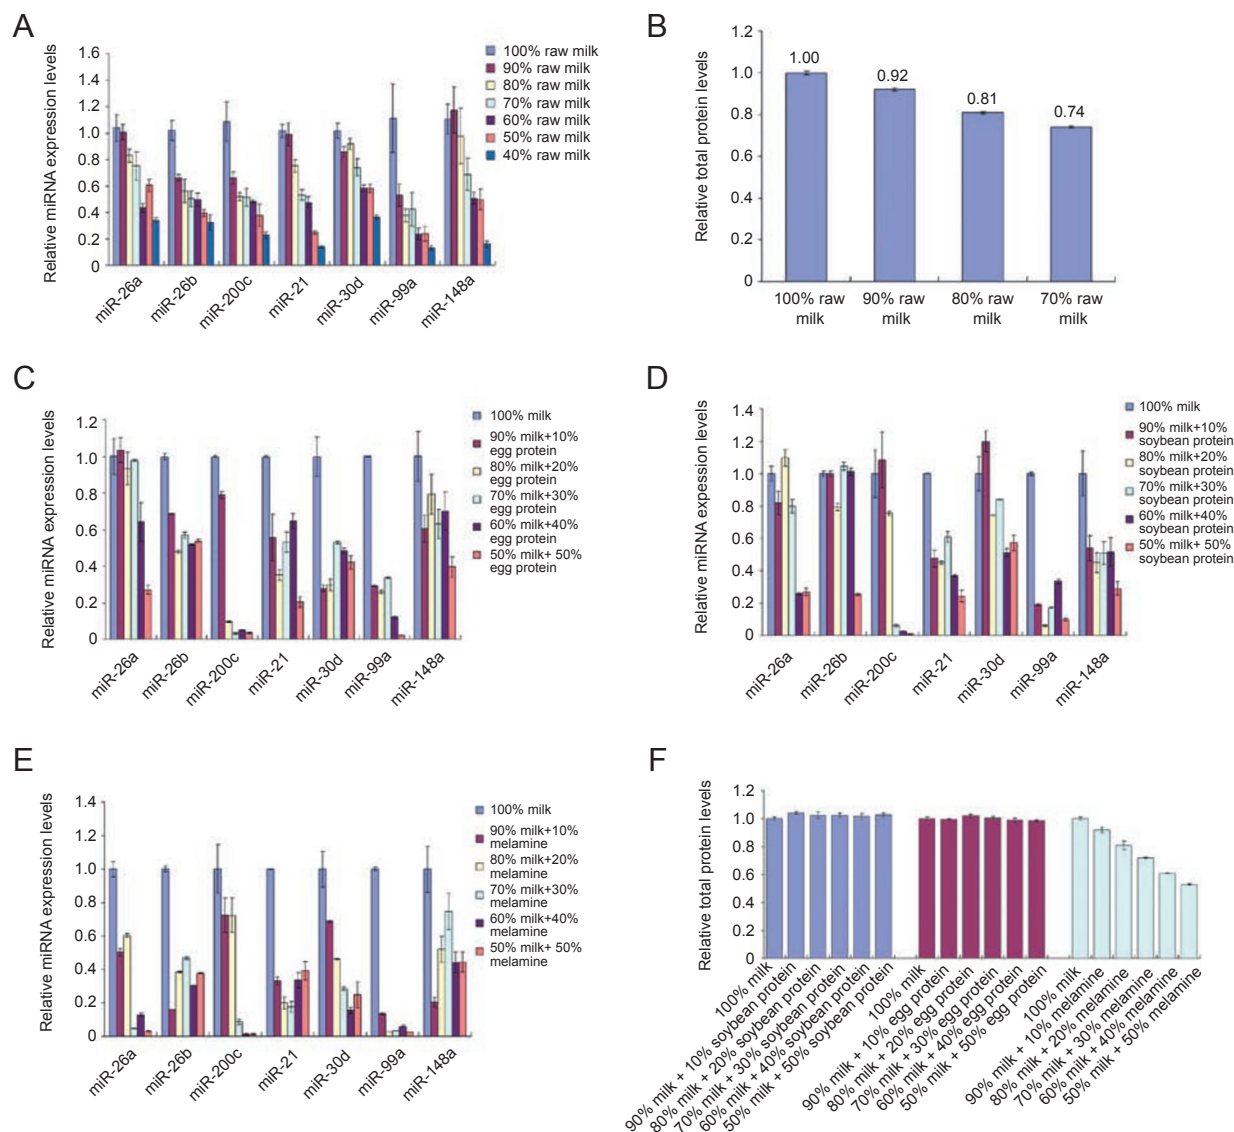 A
Relative miRNA expression levels
1.6
1.4
1.2
1.0
0.8
0.6
0.4
0.2
0
miR-26a
miR-26b
miR-200c
miR-21
miR-30d
miR-99a
miR-148a
100% raw milk
90% raw milk
80% raw milk
70% raw milk
60% raw milk
50% raw milk
40% raw milk
B
Relative total protein levels
1.2
1.0
0.8
0.6
0.4
0.2
0
1.00
0.92
0.81
0.74
100% raw
milk
90% raw
milk
80% raw
milk
70% raw
milk
C
Relative miRNA expression levels
1.2
1.0
0.8
0.6
0.4
0.2
0
miR-26a
miR-26b
miR-200c
miR-21
miR-30d
miR-99a
miR-148a
100% milk
90% milk+10%
egg protein
80% milk+20%
egg protein
70% milk+30%
egg protein
60% milk+40%
egg protein
50% milk+ 50%
egg protein
D
Relative miRNA expession levels
1.4
1.2
1.0
0.8
0.6
0.4
0.2
0
miR-26a
miR-26b
miR-200c
miR-21
miR-30d
miR-99a
miR-148a
100% milk
90% milk+10%
soybean protein
80% milk+20%
soybean protein
70% milk+30%
soybean protein
60% milk+40%
soybean protein
50% milk+ 50%
soybean protein
E
Relative miRNA expression levels
1.4
1.2
1.0
0.8
0.6
0.4
0.2
0
miR-26a
miR-26b
miR-200c
miR-21
miR-30d
miR-99a
miR-148a
100% milk
90% milk+10%
melamine
80% milk+20%
melamine
70% milk+30%
melamine
60% milk+40%
melamine
50% milk+ 50%
melamine
F
Relative total protein levels
1.2
1.0
0.8
0.6
0.4
0.2
0
100% milk
90% milk + 10% soybean protein
80% milk + 20% soybean protein
70% milk + 30% soybean protein
60% milk + 40% soybean protein
50% milk + 50% soybean protein
100% milk
90% milk + 10% egg protein
80% milk + 20% egg protein
70% milk + 30% egg protein
60% milk + 40% egg protein
50% milk + 50% egg protein
100% milk
90% milk + 10% melamine
80% milk + 20% melamine
70% milk + 30% melamine
60% milk + 40% melamine
50% milk + 50% melamine